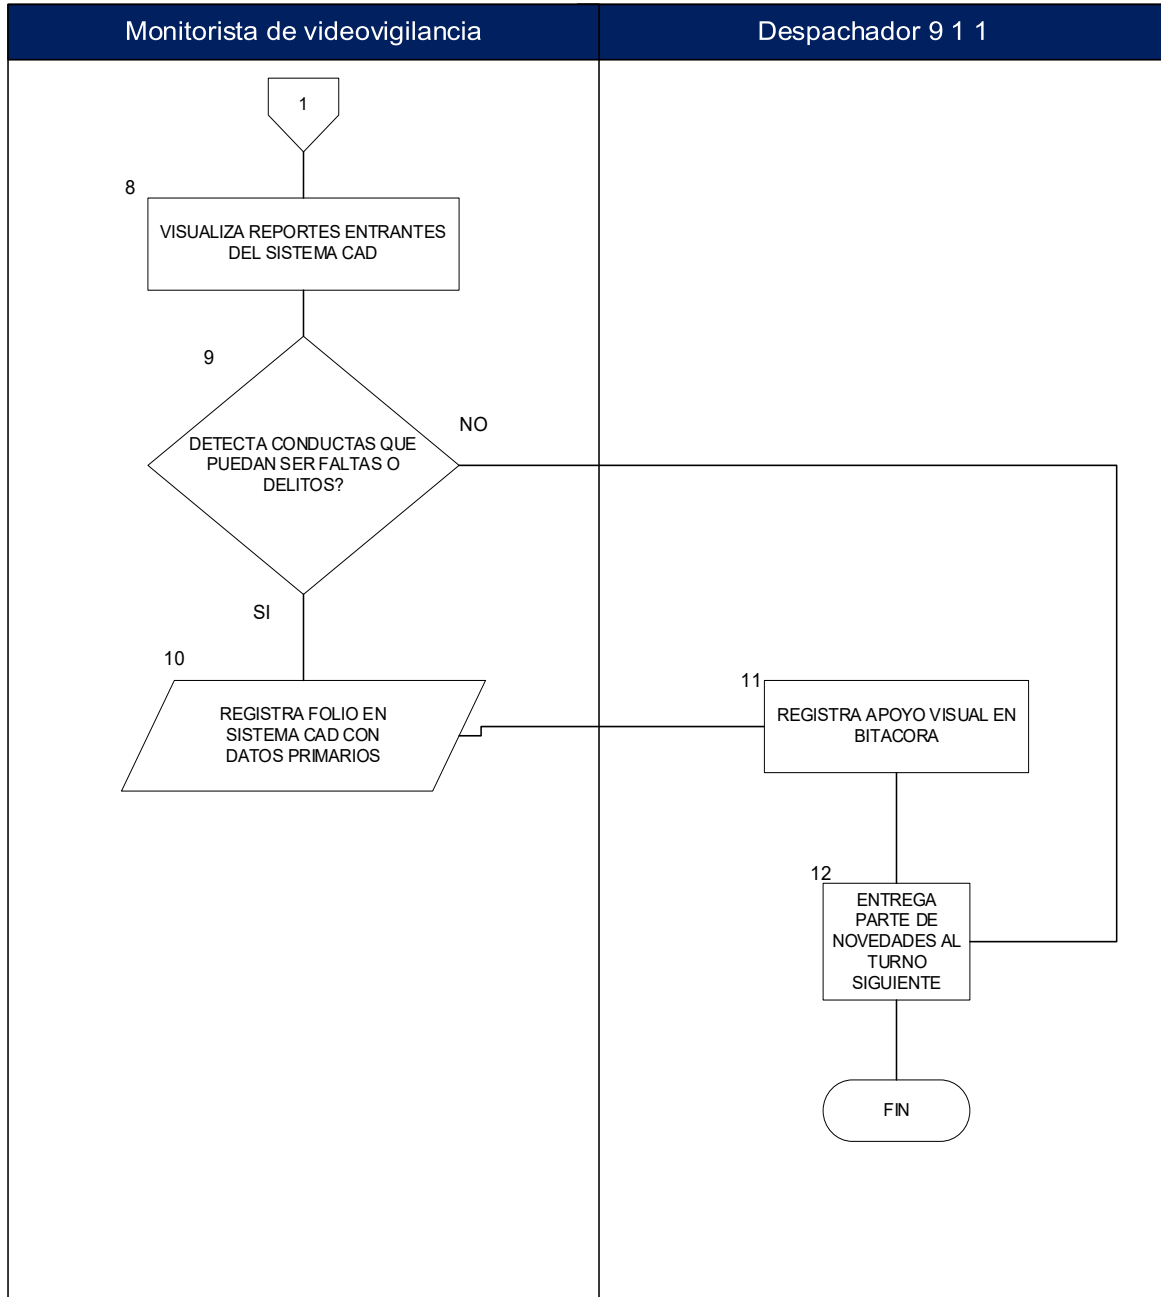 Monitorista de videovigilancia
Despachador 9 1 1
1
8
VISUALIZA REPORTES ENTRANTES
DEL SISTEMA CAD
9
NO
DETECTA CONDUCTAS QUE
PUEDAN SER FALTAS O
DELITOS?
SI
10
REGISTRA FOLIO EN
SISTEMA CAD CON
DATOS PRIMARIOS
11
REGISTRA APOYO VISUAL EN
BITACORA
12
ENTREGA
PARTE DE
NOVEDADES AL
TURNO
SIGUIENTE
FIN